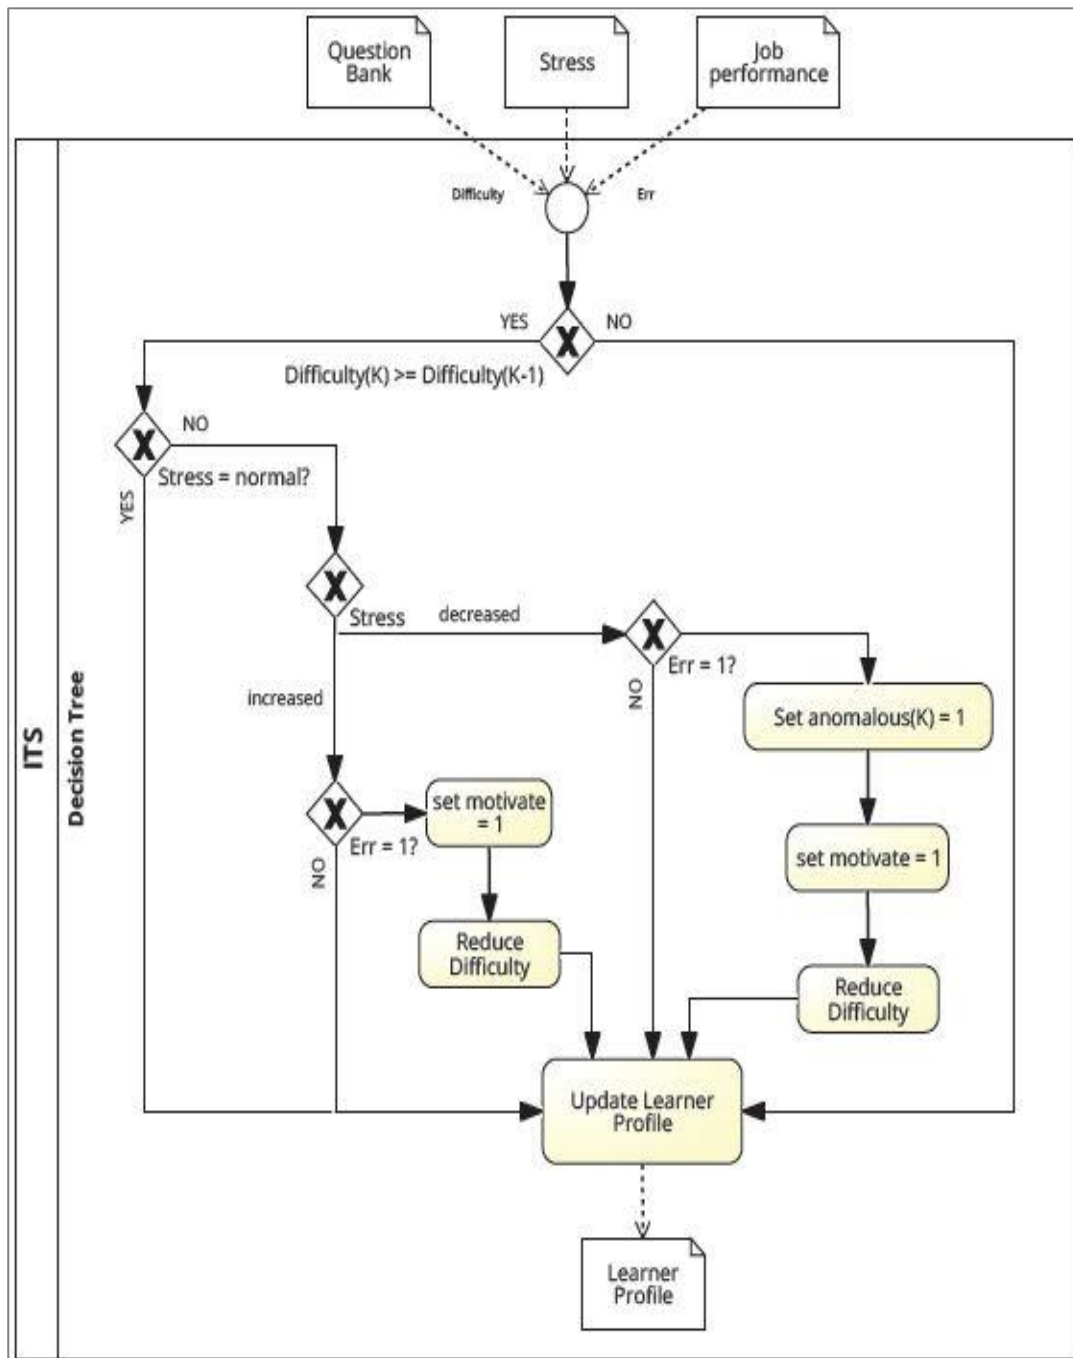 Question
Bank
Stress
Job
performance
Difficulty
Err
YES
NO
Difficulty(K) >= Difficulty(K-1)
NO
Stress = normal?
YES
Stress
decreased
Err = 1?
NO
increased
Set anomalous(K) = 1
set motivate
= 1
Err = 1?
NO
set motivate = 1
Reduce
Difficulty
Reduce
Difficulty
Update Learner
Profile
Learner
Profile
ITS
Decision Tree